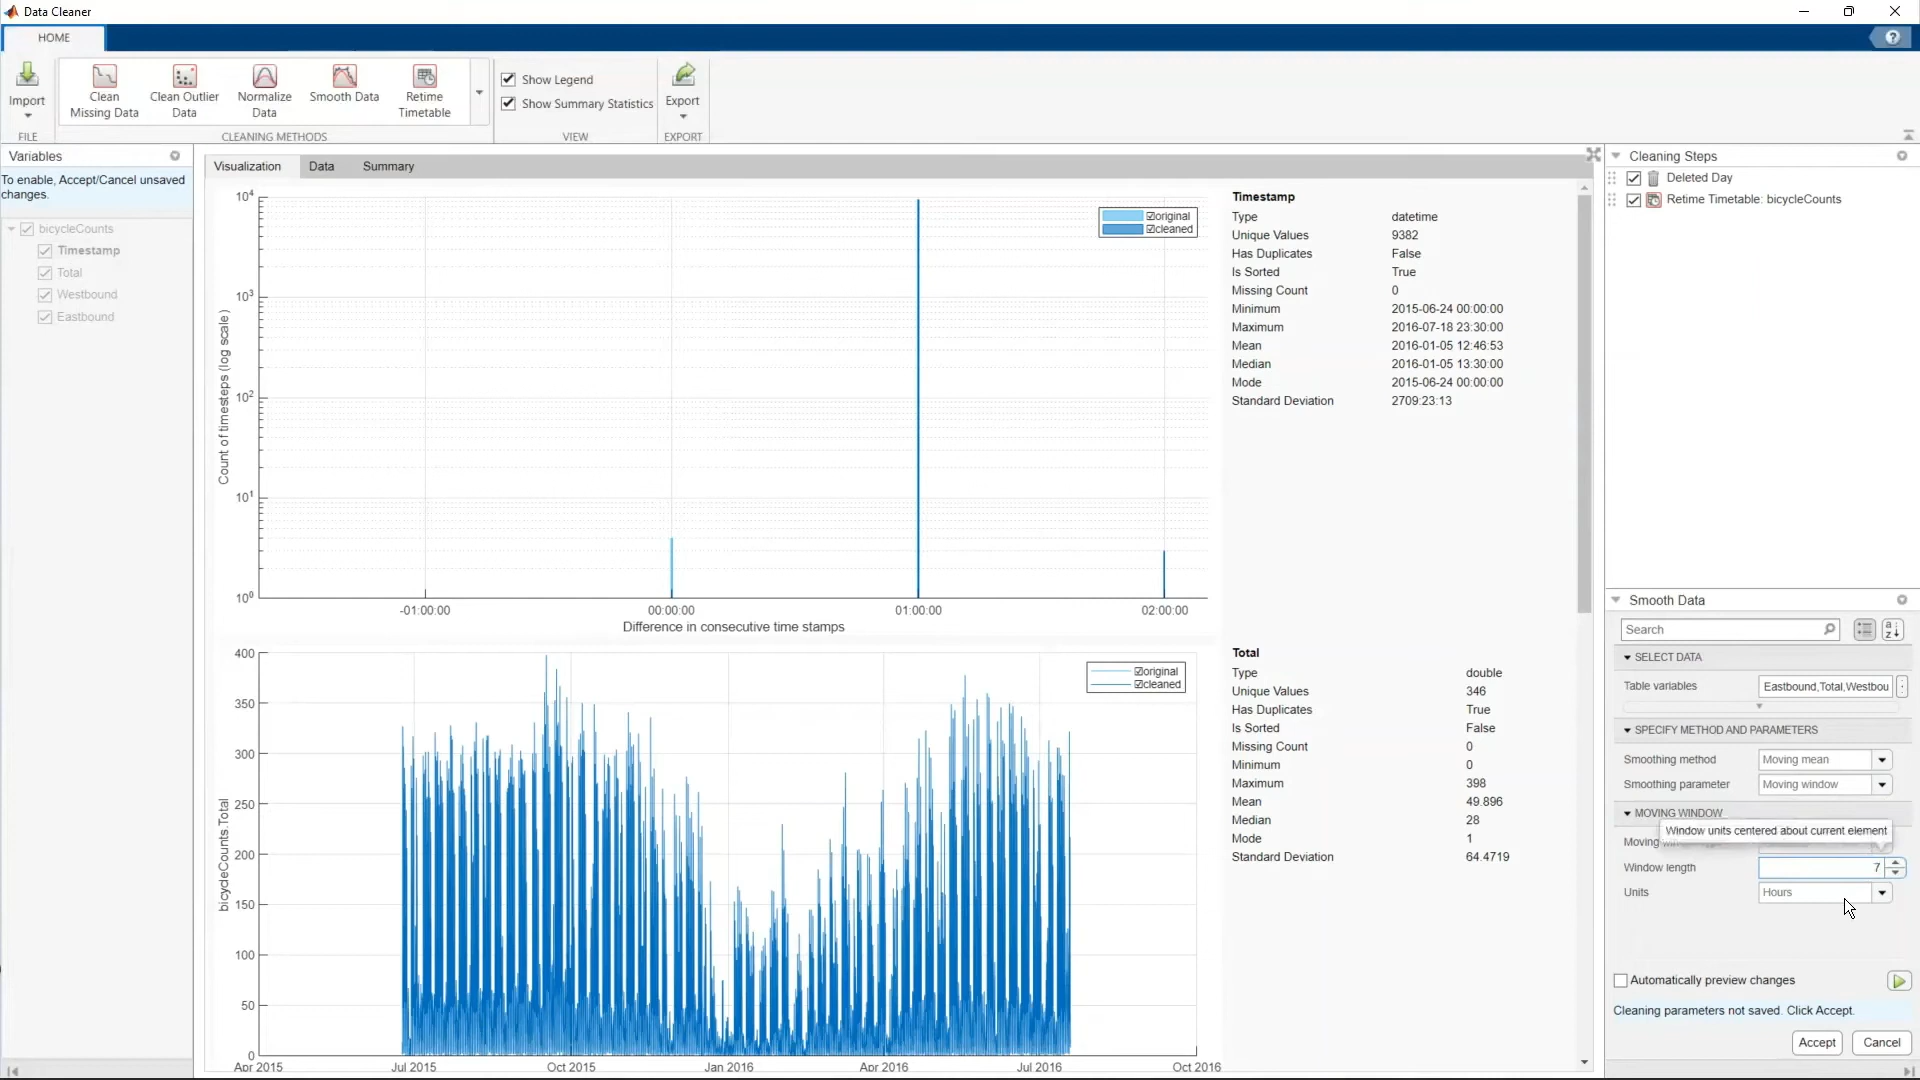 Data Cleaner
HOME
Import
Clean
Missing Data
Clean Outlier
Data
Normalize
Data
Smooth Data
Retime
Timetable
Show Legend
Show Summary Statistics
Export
FILE
CLEANING METHODS
VIEW
EXPORT
Variables
To enable, Accept/Cancel unsaved
changes.
bicycleCounts
Timestamp
Total
Westbound
Eastbound
Visualization
Data
Summary
10⁴
10³
10²
10¹
10⁰
Count of timesteps (log scale)
original
cleaned
-01:00:00
00:00:00
01:00:00
02:00:00
Difference in consecutive time stamps
Timestamp
Type datetime
Unique Values 9382
Has Duplicates False
Is Sorted True
Missing Count 0
Minimum 2015-06-24 00:00:00
Maximum 2016-07-18 23:30:00
Mean 2016-01-05 12:46:53
Median 2016-01-05 13:30:00
Mode 2015-06-24 00:00:00
Standard Deviation 2709:23:13
400
350
300
250
200
150
100
50
0
bicycleCounts.Total
original
cleaned
Apr 2015
Jul 2015
Oct 2015
Jan 2016
Apr 2016
Jul 2016
Oct 2016
Total
Type double
Unique Values 346
Has Duplicates True
Is Sorted False
Missing Count 0
Minimum 0
Maximum 398
Mean 49.896
Median 28
Mode 1
Standard Deviation 64.4719
Cleaning Steps
Deleted Day
Retime Timetable: bicycleCounts
Smooth Data
Search
SELECT DATA
Table variables Eastbound,Total,Westbou
SPECIFY METHOD AND PARAMETERS
Smoothing method Moving mean
Smoothing parameter Moving window
MOVING WINDOW
Window units centered about current element
Moving
Window length 7
Units Hours
Automatically preview changes
Cleaning parameters not saved. Click Accept.
Accept
Cancel